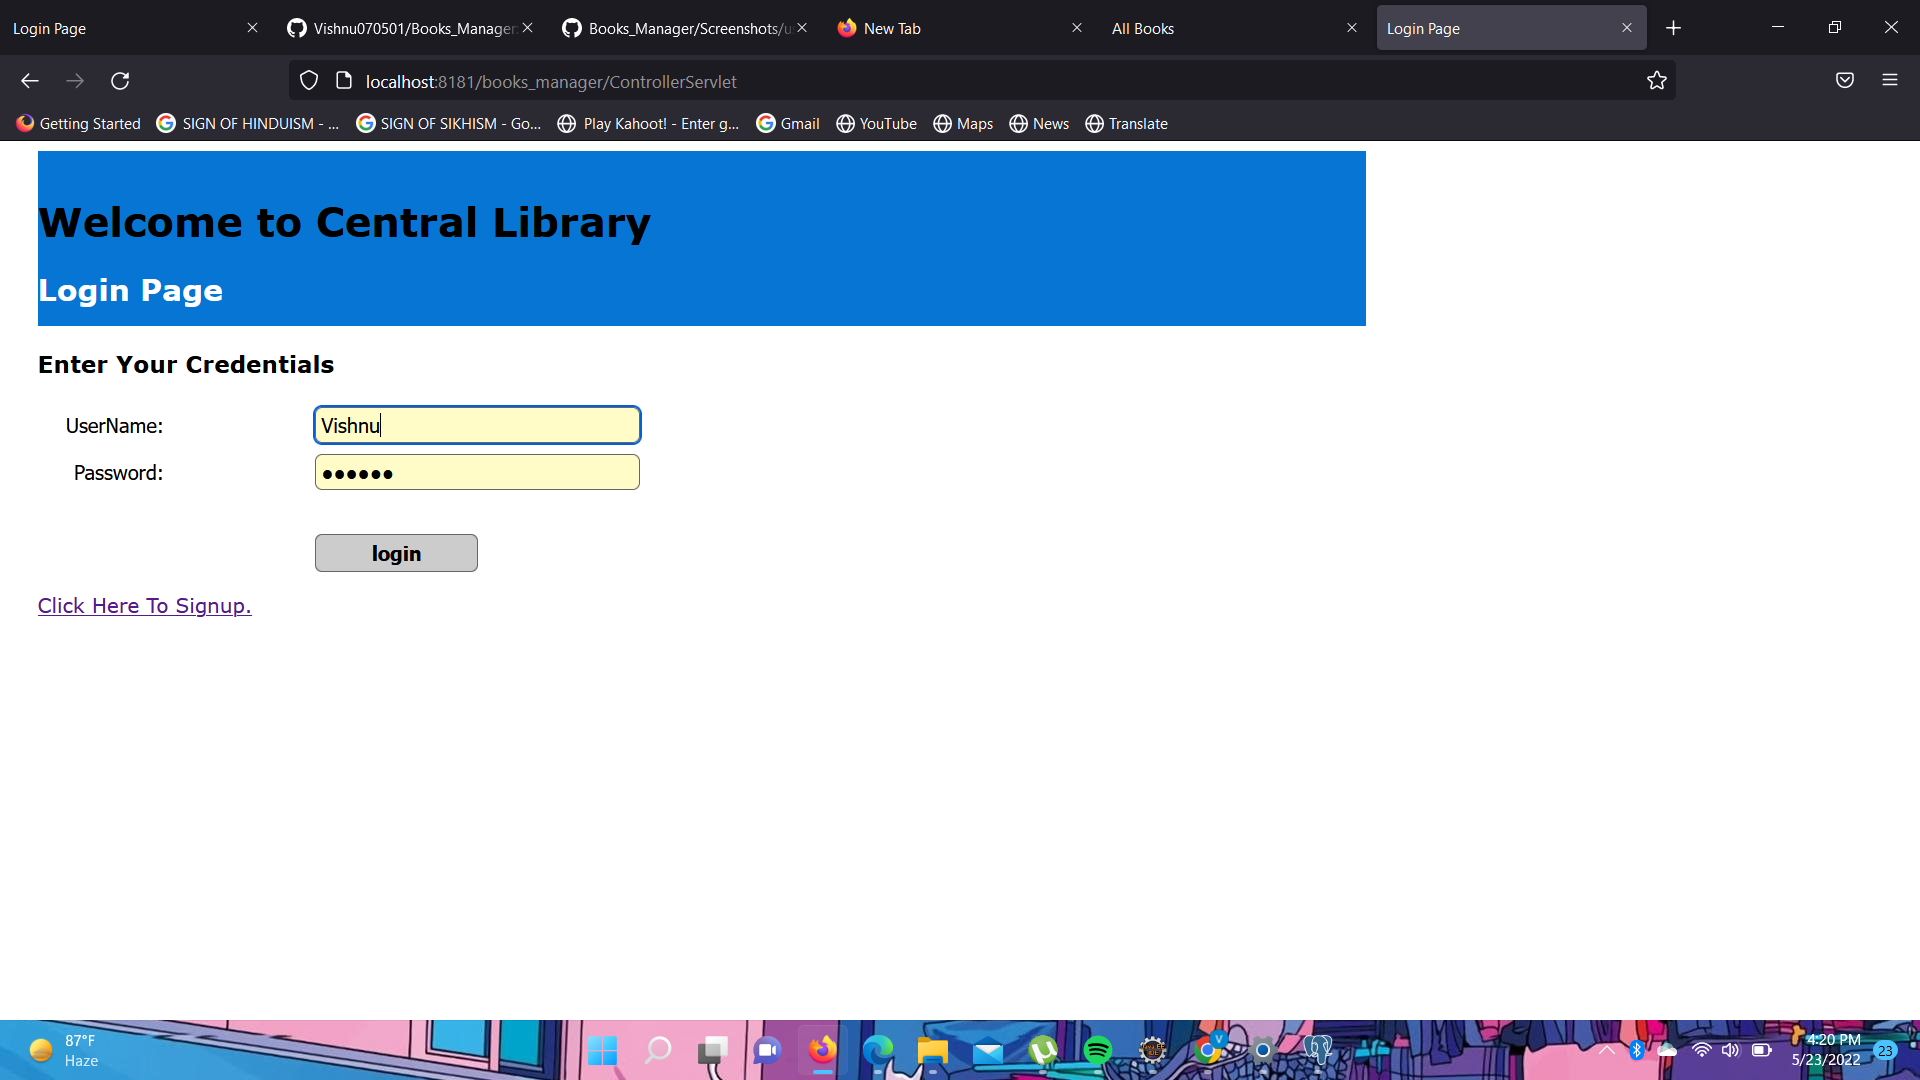 Login Page
Vishnu070501/Books_Manager:
Books_Manager/Screenshots/u
New Tab
All Books
Login Page
localhost:8181/books_manager/ControllerServlet
Getting Started
SIGN OF HINDUISM - ...
SIGN OF SIKHISM - Go...
Play Kahoot! - Enter g...
Gmail
YouTube
Maps
News
Translate
Welcome to Central Library
Login Page
Enter Your Credentials
UserName:
Vishnu
Password:
login
Click Here To Signup.
87°F
Haze
V
4:20 PM
5/23/2022
23